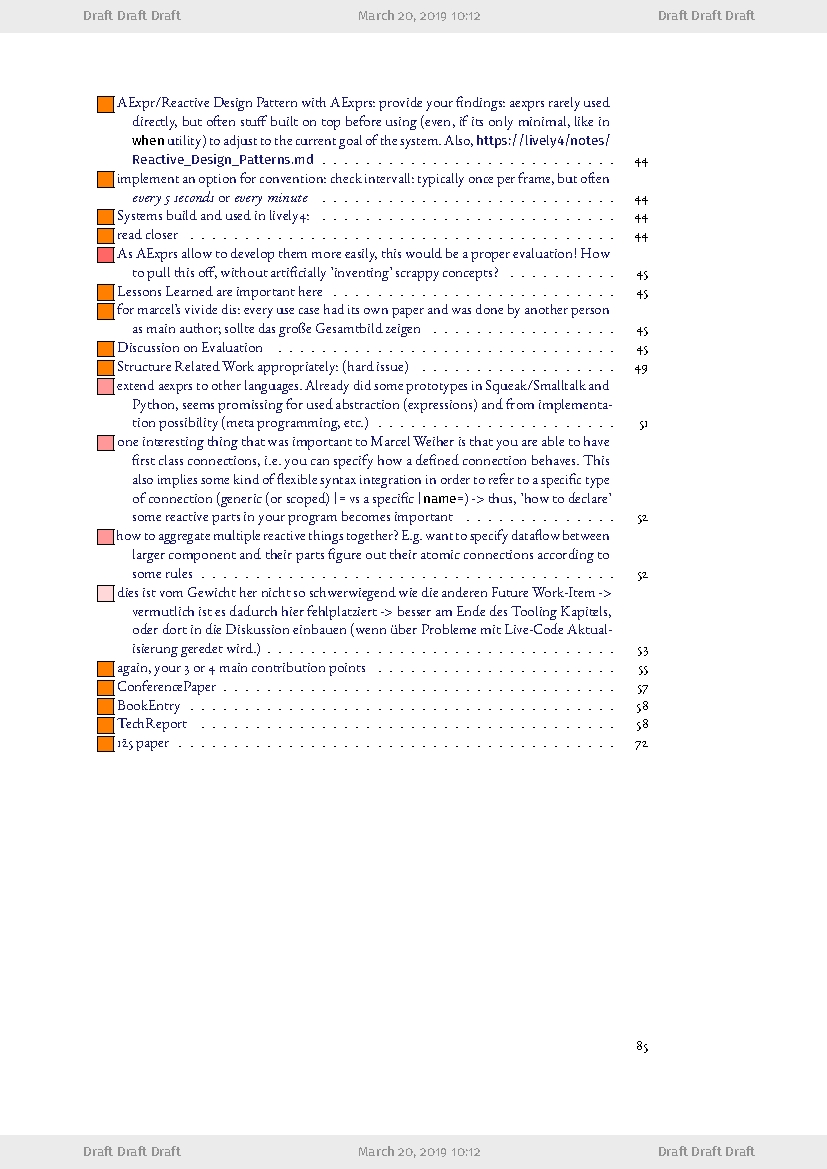 Draft Draft Draft March 20, 2019 10:12 Draft Draft Draft
AExpr/Reactive Design Pattern with AExprs: provide your findings: aexprs rarely used
directly, but often stuff built on top before using (even, if its only minimal, like in
when utility) to adjust to the current goal of the system. Also, https://lively4/notes/
Reactive_Design_Patterns.md . . . . . . . . . . . . . . . . . . . . . . . . . . . 44
implement an option for convention: check intervall: typically once per frame, but often
every 5 seconds or every minute . . . . . . . . . . . . . . . . . . . . . . . . . . . 44
Systems build and used in lively4: . . . . . . . . . . . . . . . . . . . . . . . . . . . 44
read closer . . . . . . . . . . . . . . . . . . . . . . . . . . . . . . . . . . . . . . . 44
As AExprs allow to develop them more easily, this would be a proper evaluation! How
to pull this off, without artificially 'inventing' scrappy concepts? . . . . . . . . . . 45
Lessons Learned are important here . . . . . . . . . . . . . . . . . . . . . . . . . . 45
for marcel's vivide dis: every use case had its own paper and was done by another person
as main author; sollte das große Gesamtbild zeigen . . . . . . . . . . . . . . . . . 45
Discussion on Evaluation . . . . . . . . . . . . . . . . . . . . . . . . . . . . . . . 45
Structure Related Work appropriately: (hard issue) . . . . . . . . . . . . . . . . . . 49
extend aexprs to other languages. Already did some prototypes in Squeak/Smalltalk and
Python, seems promissing for used abstraction (expressions) and from implementa-
tion possibility (meta programming, etc.) . . . . . . . . . . . . . . . . . . . . . . 51
one interesting thing that was important to Marcel Weiher is that you are able to have
first class connections, i.e. you can specify how a defined connection behaves. This
also implies some kind of flexible syntax integration in order to refer to a specific type
of connection (generic (or scoped) |= vs a specific |name=) -> thus, 'how to declare'
some reactive parts in your program becomes important . . . . . . . . . . . . . . 52
how to aggregate multiple reactive things together? E.g. want to specify dataflow between
larger component and their parts figure out their atomic connections according to
some rules . . . . . . . . . . . . . . . . . . . . . . . . . . . . . . . . . . . . . . 52
dies ist vom Gewicht her nicht so schwerwiegend wie die anderen Future Work-Item ->
vermutlich ist es dadurch hier fehlplatziert -> besser am Ende des Tooling Kapitels,
oder dort in die Diskussion einbauen (wenn über Probleme mit Live-Code Aktual-
isierung geredet wird.) . . . . . . . . . . . . . . . . . . . . . . . . . . . . . . . . 53
again, your 3 or 4 main contribution points . . . . . . . . . . . . . . . . . . . . . . 55
ConferencePaper . . . . . . . . . . . . . . . . . . . . . . . . . . . . . . . . . . . . 57
BookEntry . . . . . . . . . . . . . . . . . . . . . . . . . . . . . . . . . . . . . . . 58
TechReport . . . . . . . . . . . . . . . . . . . . . . . . . . . . . . . . . . . . . . 58
125 paper . . . . . . . . . . . . . . . . . . . . . . . . . . . . . . . . . . . . . . . . 72
85
Draft Draft Draft March 20, 2019 10:12 Draft Draft Draft